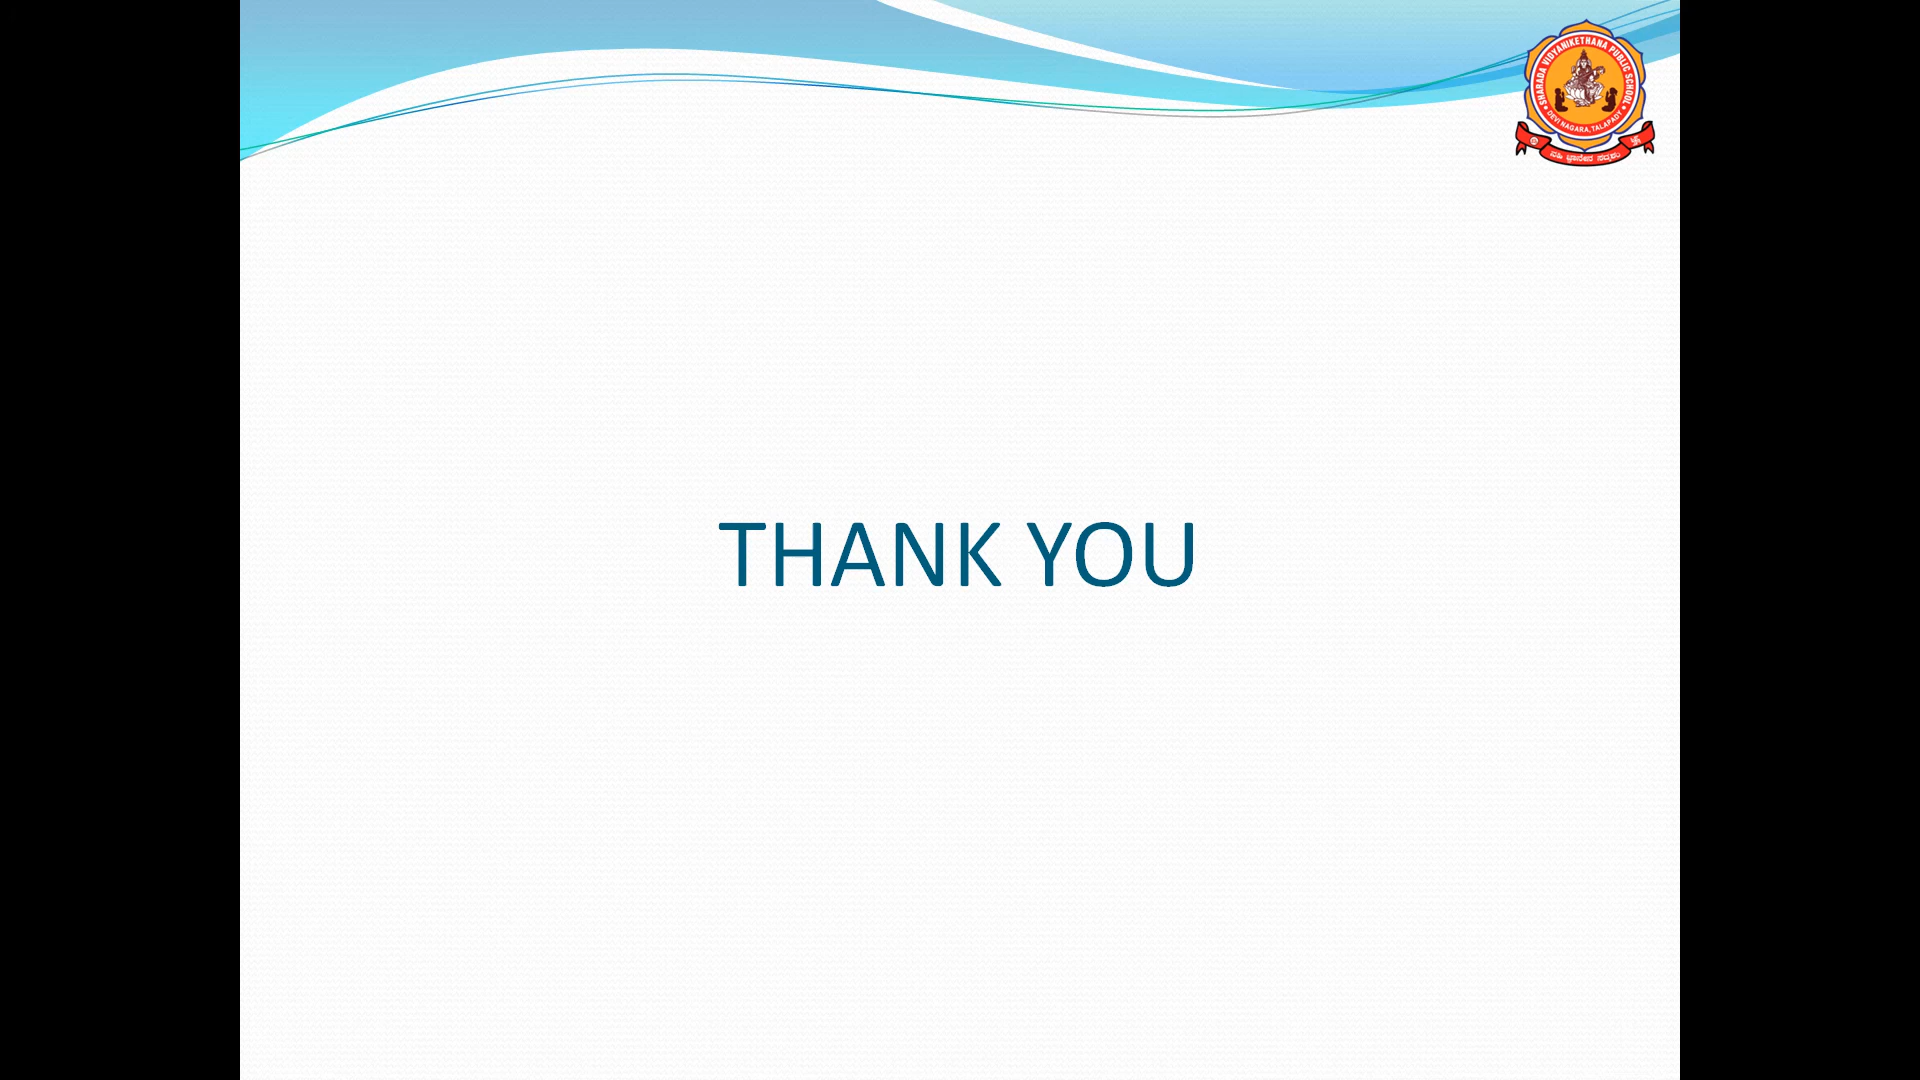 SHARADA VIDYANIKETHANA PUBLIC SCHOOL
DEVI NAGARA, TALAPADY
THANK YOU